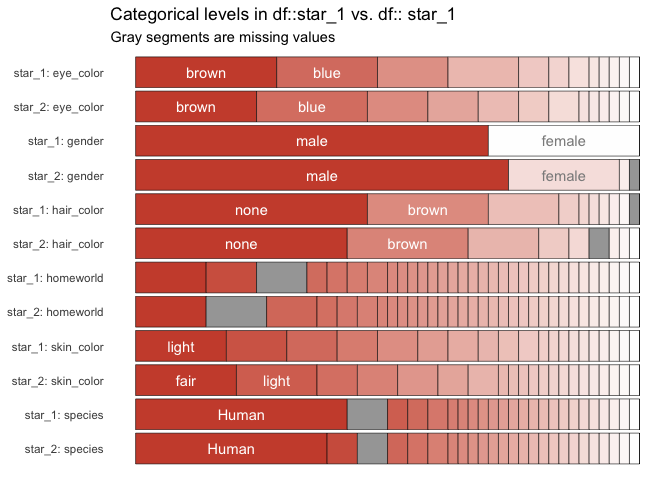 Categorical levels in df::star_1 vs. df:: star_1
Gray segments are missing values
star_1: eye_color brown blue
star_2: eye_color brown blue
star_1: gender male female
star_2: gender male female
star_1: hair_color none brown
star_2: hair_color none brown
star_1: homeworld
star_2: homeworld
star_1: skin_color light
star_2: skin_color fair light
star_1: species Human
star_2: species Human